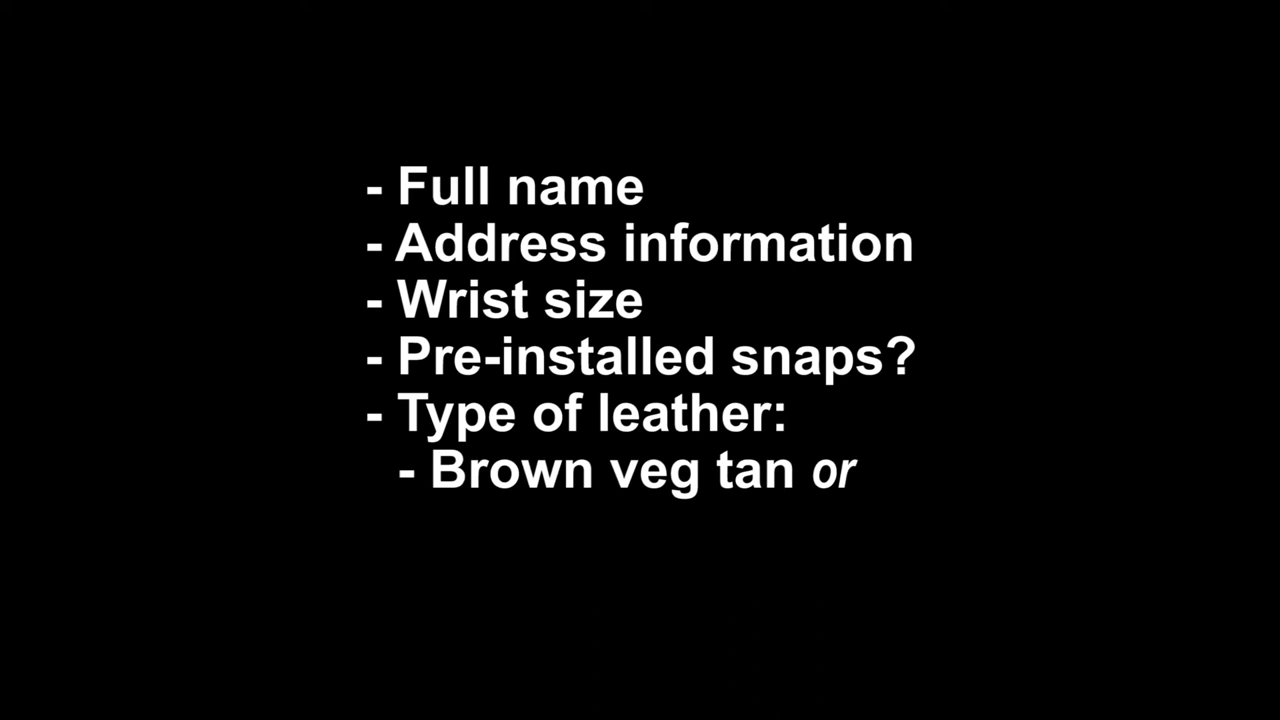 - Full name
- Address information
- Wrist size
- Pre-installed snaps?
- Type of leather:
- Brown veg tan or